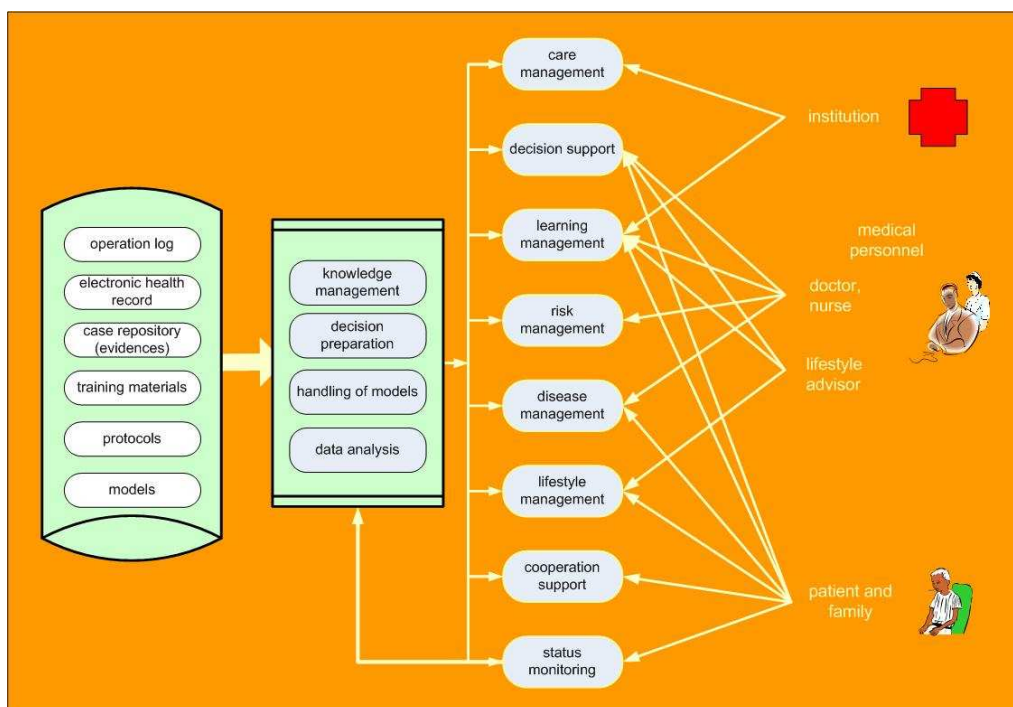 operation log
electronic health
record
case repository
(evidences)
training materials
protocols
models
knowledge
management
decision
preparation
handling of models
data analysis
care
management
decision support
learning
management
risk
management
disease
management
lifestyle
management
cooperation
support
status
monitoring
institution
medical
personnel
doctor,
nurse
lifestyle
advisor
patient and
family